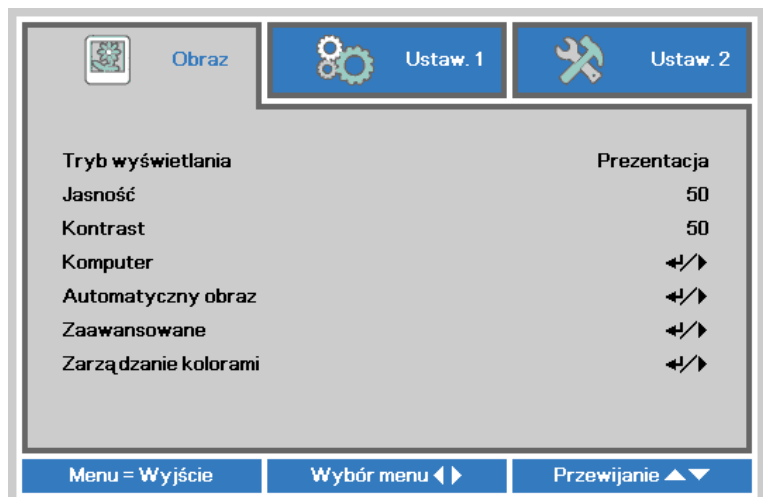 Obraz Ustaw. 1 Ustaw. 2
Tryb wyświetlania Prezentacja
Jasność 50
Kontrast 50
Komputer
Automatyczny obraz
Zaawansowane
Zarządzanie kolorami
Menu = Wyjście Wybór menu Przewijanie